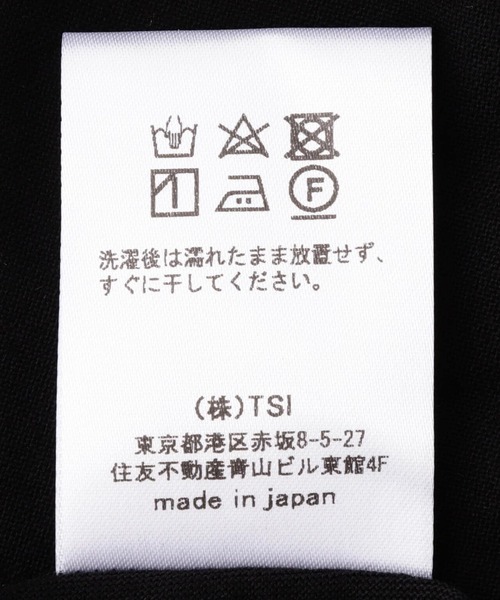 F
洗濯後は濡れたまま放置せず、
すぐに干してください。
(株)TSI
東京都港区赤坂8-5-27
住友不動産青山ビル東館4F
made in japan